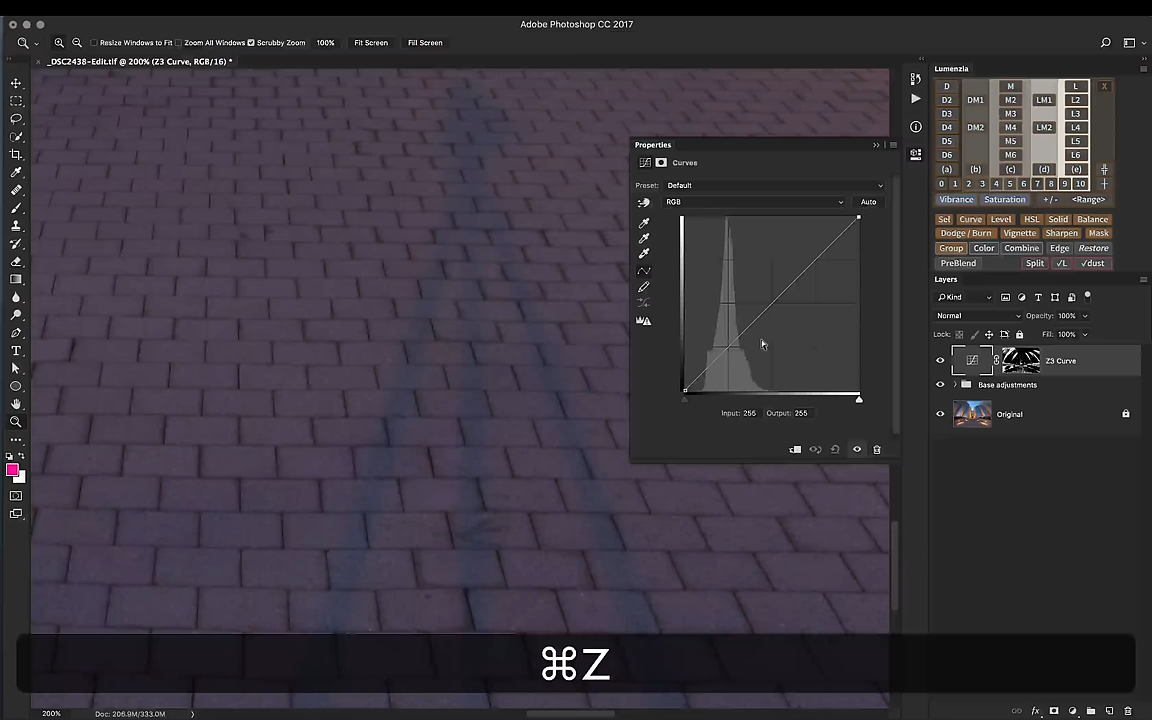 Adobe Photoshop CC 2017
Resize Windows to Fit
Zoom All Windows
Scrubby Zoom
100%
Fit Screen
Fill Screen
_DSC2438-Edit.tif @ 200% (Z3 Curve, RGB/16) *
Properties
Curves
Preset: Default
RGB
Auto
Input: 255 Output: 255
Lumenzia
D M L X
D2 DM1 M2 LM1 L2
D3 M3 L3
D4 DM2 M4 LM2 L4
D5 M5 L5
D6 M6 L6
(a) (b) (c) (d) (e)
0 1 2 3 4 5 6 7 8 9 10
Vibrance Saturation +/- <Range>
Sel Curve Level HSL Solid Balance
Dodge / Burn Vignette Sharpen Mask
Group Color Combine Edge Restore
PreBlend Split √L √dust
Layers
Kind
Normal Opacity: 100%
Lock: Fill: 100%
Z3 Curve
Base adjustments
Original
⌘Z
200% Doc: 206.9M/333.0M